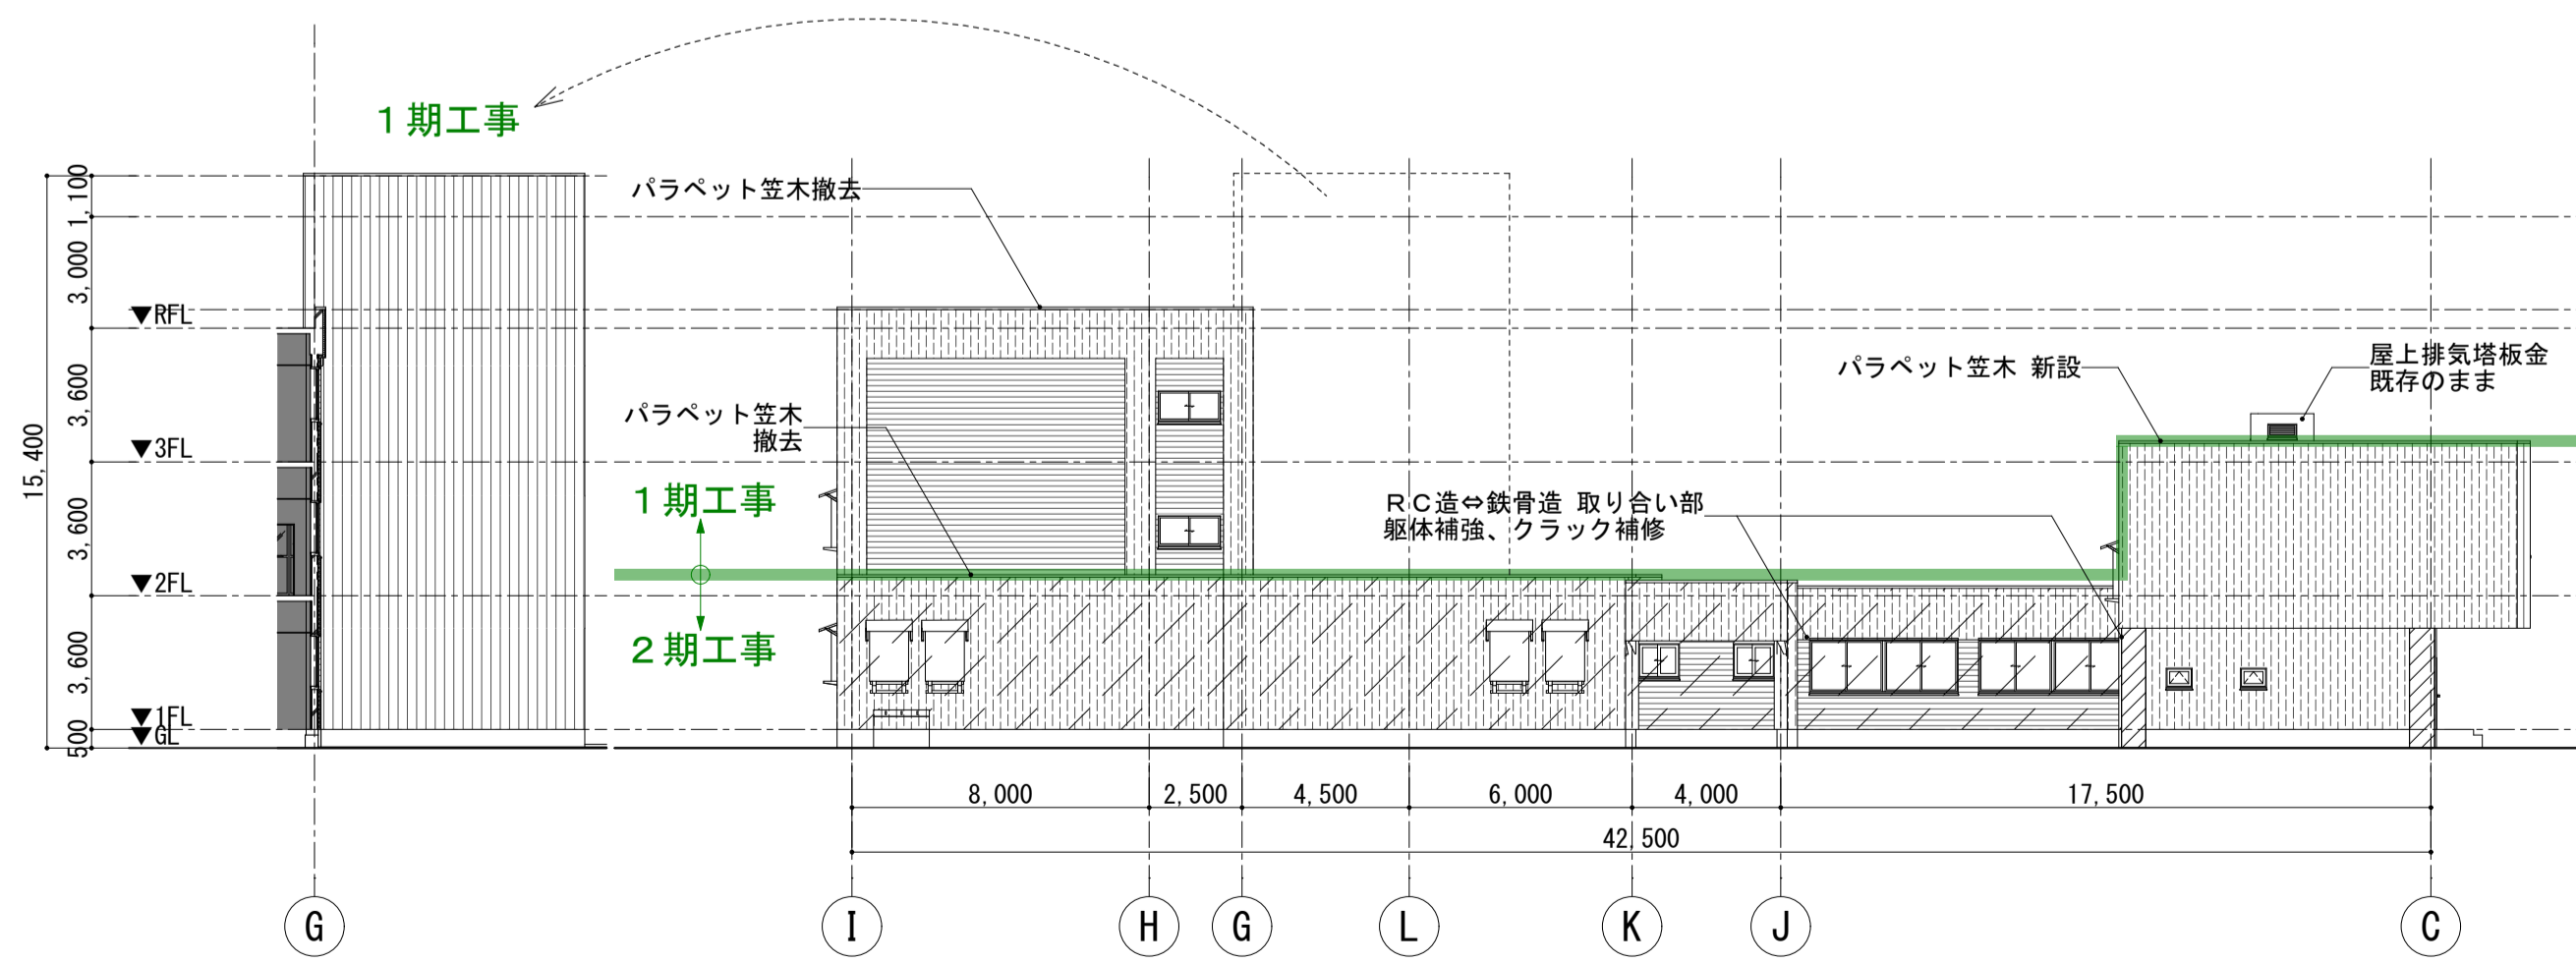 1期工事
パラペット笠木撤去
1,100
3,000
3,600
3,600
3,600
500
15,400
▼RFL
▼3FL
▼2FL
▼1FL
▼GL
パラペット笠木
撤去
1期工事
2期工事
RC造⇔鉄骨造 取り合い部
躯体補強、クラック補修
パラペット笠木 新設
屋上排気塔板金
既存のまま
8,000
2,500
4,500
6,000
4,000
17,500
42,500
G
I
H
G
L
K
J
C